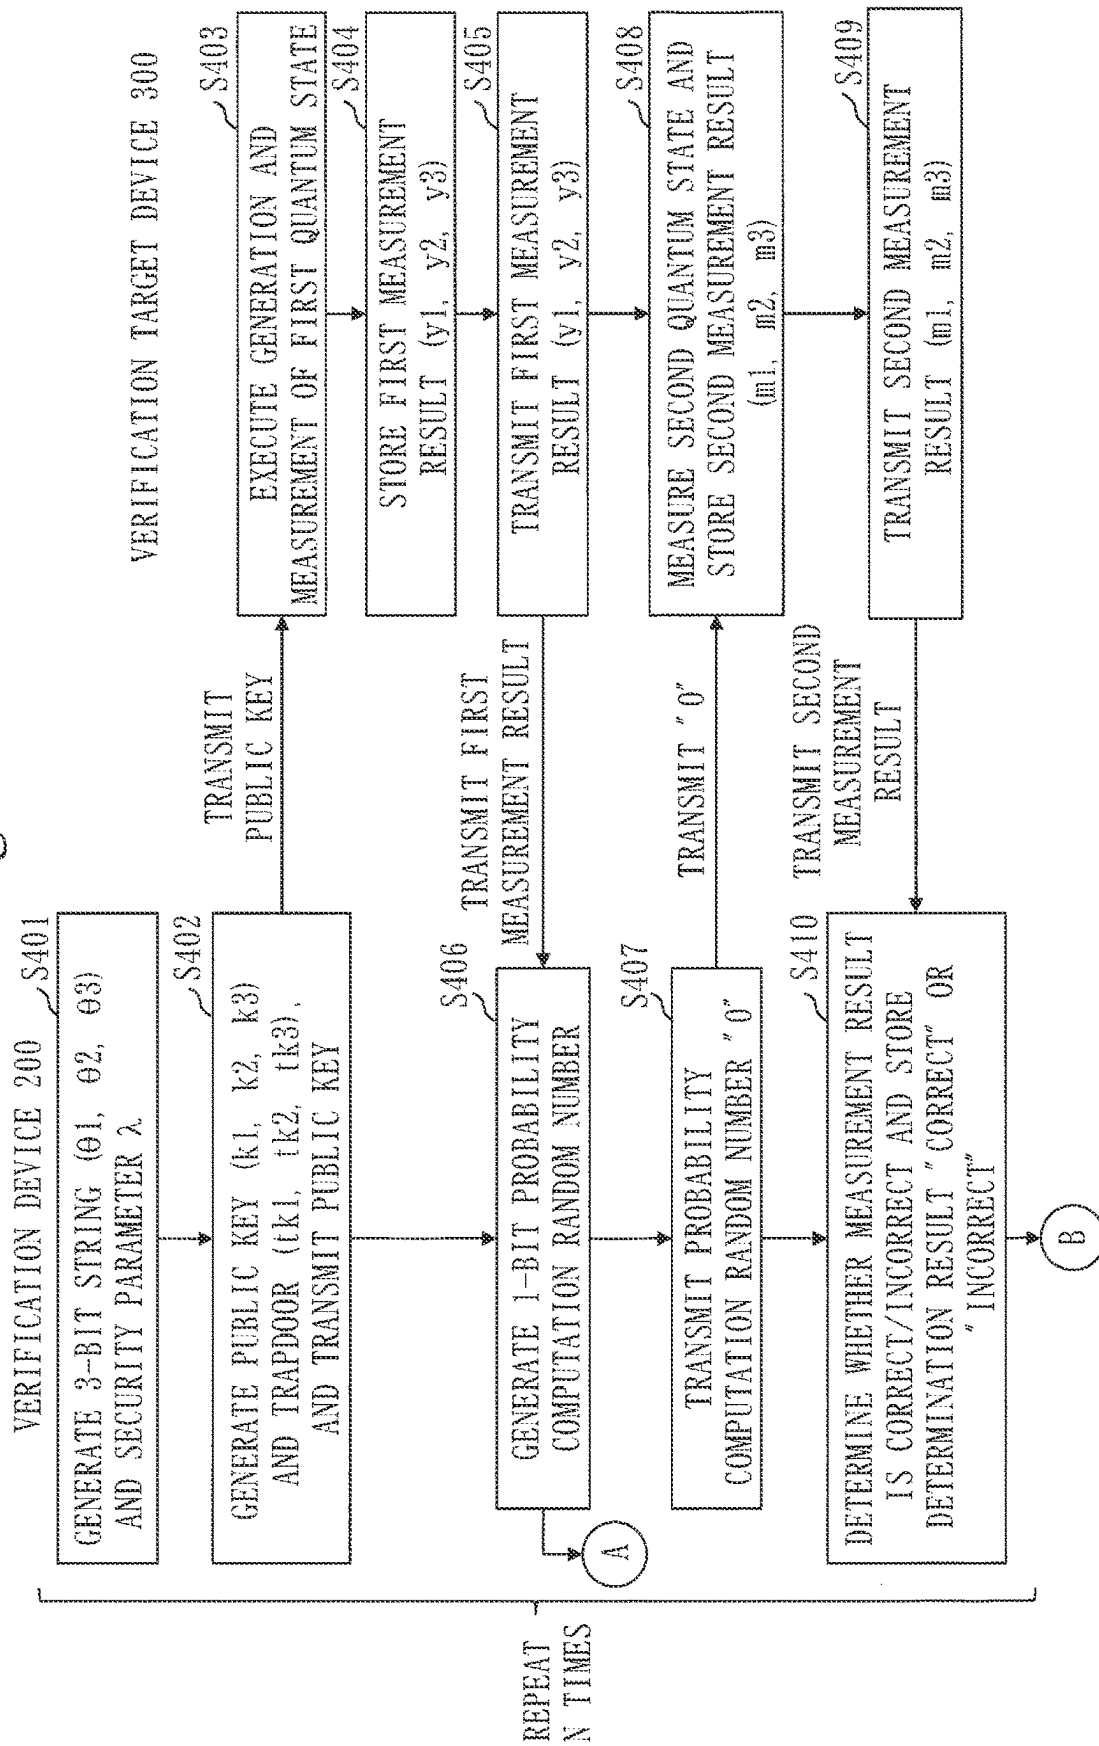 VERIFICATION DEVICE 200
S401
GENERATE 3-BIT STRING (θ1, θ2, θ3)
AND SECURITY PARAMETER λ
S402
GENERATE PUBLIC KEY (k1, k2, k3)
AND TRAPDOOR (tk1, tk2, tk3),
AND TRANSMIT PUBLIC KEY
TRANSMIT
PUBLIC KEY
VERIFICATION TARGET DEVICE 300
S403
EXECUTE GENERATION AND
MEASUREMENT OF FIRST QUANTUM STATE
S404
STORE FIRST MEASUREMENT
RESULT (y1, y2, y3)
S405
TRANSMIT FIRST MEASUREMENT
RESULT (y1, y2, y3)
TRANSMIT FIRST
MEASUREMENT RESULT
S406
GENERATE 1-BIT PROBABILITY
COMPUTATION RANDOM NUMBER
A
S407
TRANSMIT PROBABILITY
COMPUTATION RANDOM NUMBER "0"
TRANSMIT "0"
S408
MEASURE SECOND QUANTUM STATE AND
STORE SECOND MEASUREMENT RESULT
(m1, m2, m3)
S409
TRANSMIT SECOND MEASUREMENT
RESULT (m1, m2, m3)
TRANSMIT SECOND
MEASUREMENT
RESULT
S410
DETERMINE WHETHER MEASUREMENT RESULT
IS CORRECT/INCORRECT AND STORE
DETERMINATION RESULT "CORRECT" OR
"INCORRECT"
B
REPEAT
N TIMES